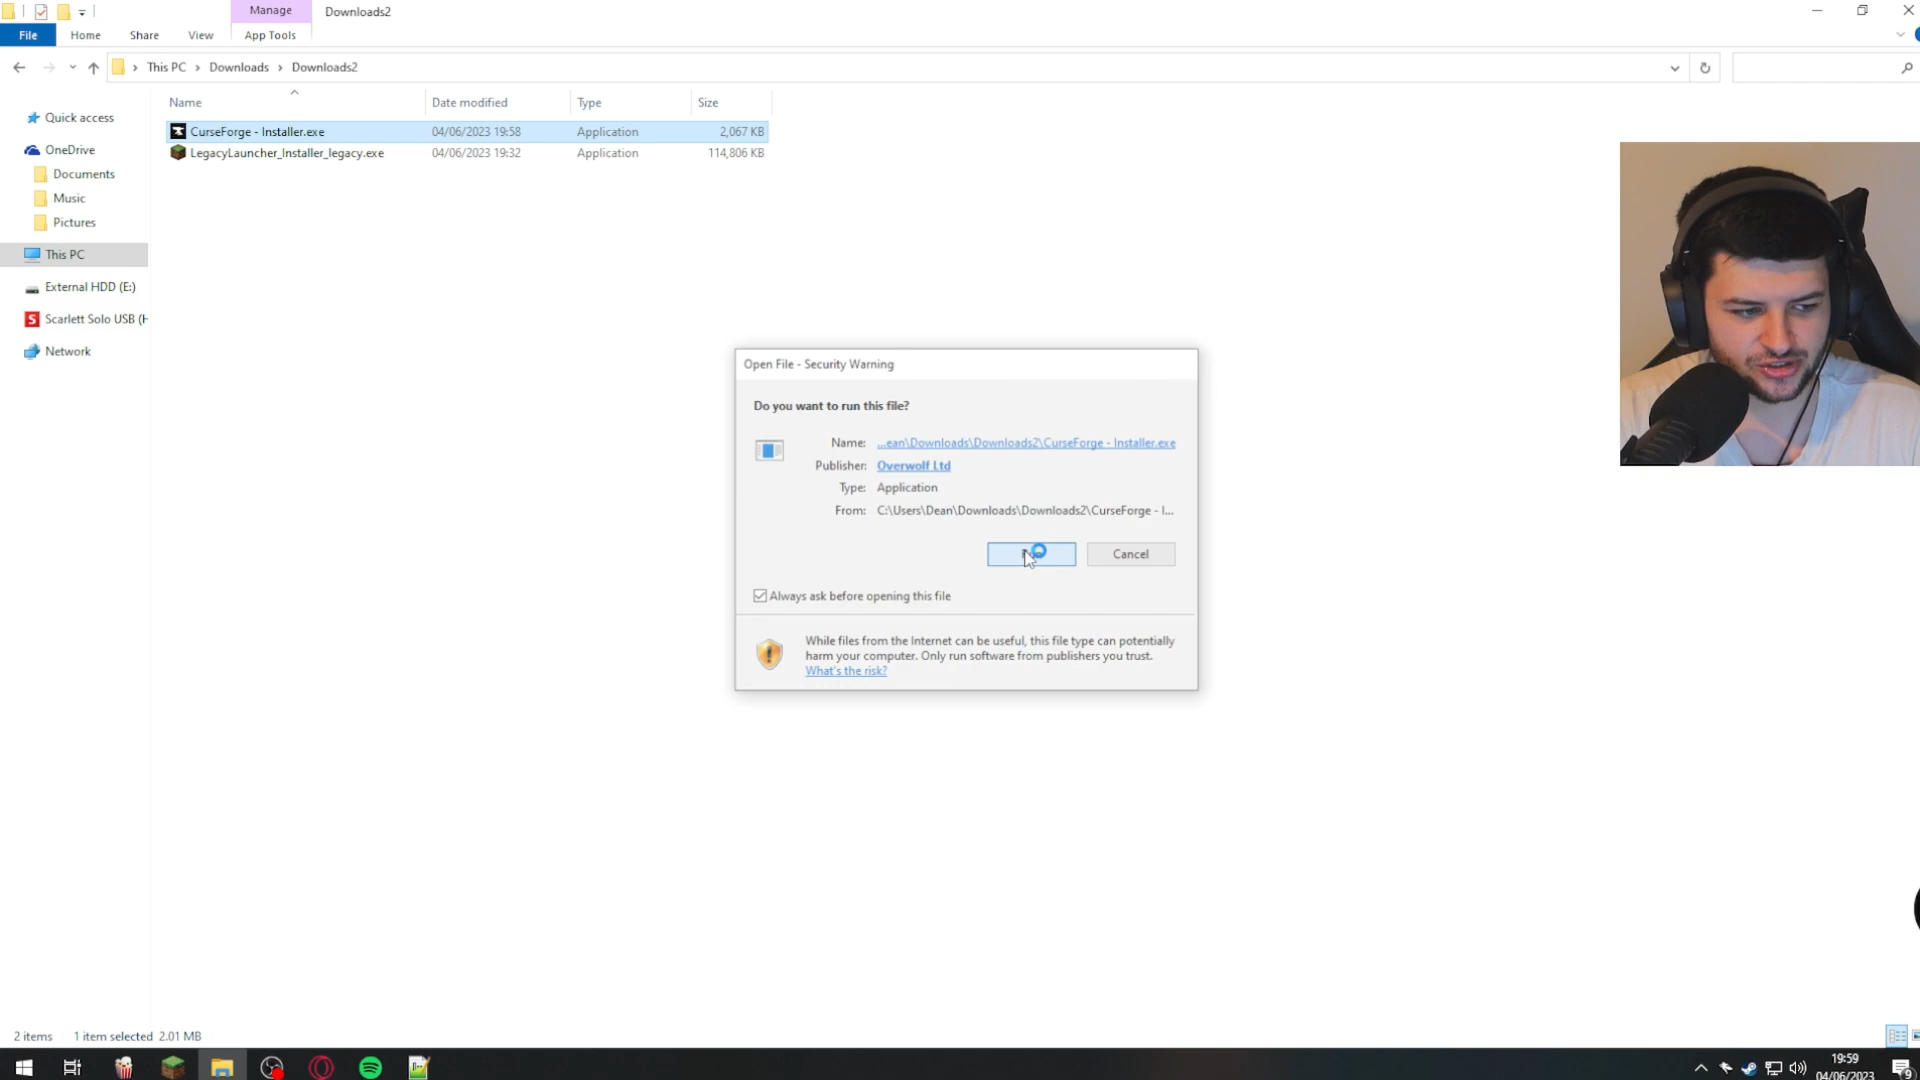 Manage
Downloads2
File
Home
Share
View
App Tools
This PC
Downloads
Downloads2
Name
Date modified
Type
Size
CurseForge - Installer.exe
04/06/2023 19:58
Application
2,067 KB
LegacyLauncher_Installer_legacy.exe
04/06/2023 19:32
Application
114,806 KB
Quick access
OneDrive
Documents
Music
Pictures
This PC
External HDD (E:)
Scarlett Solo USB (H
Network
Open File - Security Warning
Do you want to run this file?
Name: ...ean\Downloads\Downloads2\CurseForge - Installer.exe
Publisher: Overwolf Ltd
Type: Application
From: C:\Users\Dean\Downloads\Downloads2\CurseForge - I...
Cancel
Always ask before opening this file
While files from the Internet can be useful, this file type can potentially
harm your computer. Only run software from publishers you trust.
What's the risk?
2 items
1 item selected 2.01 MB
19:59
04/06/2023
9